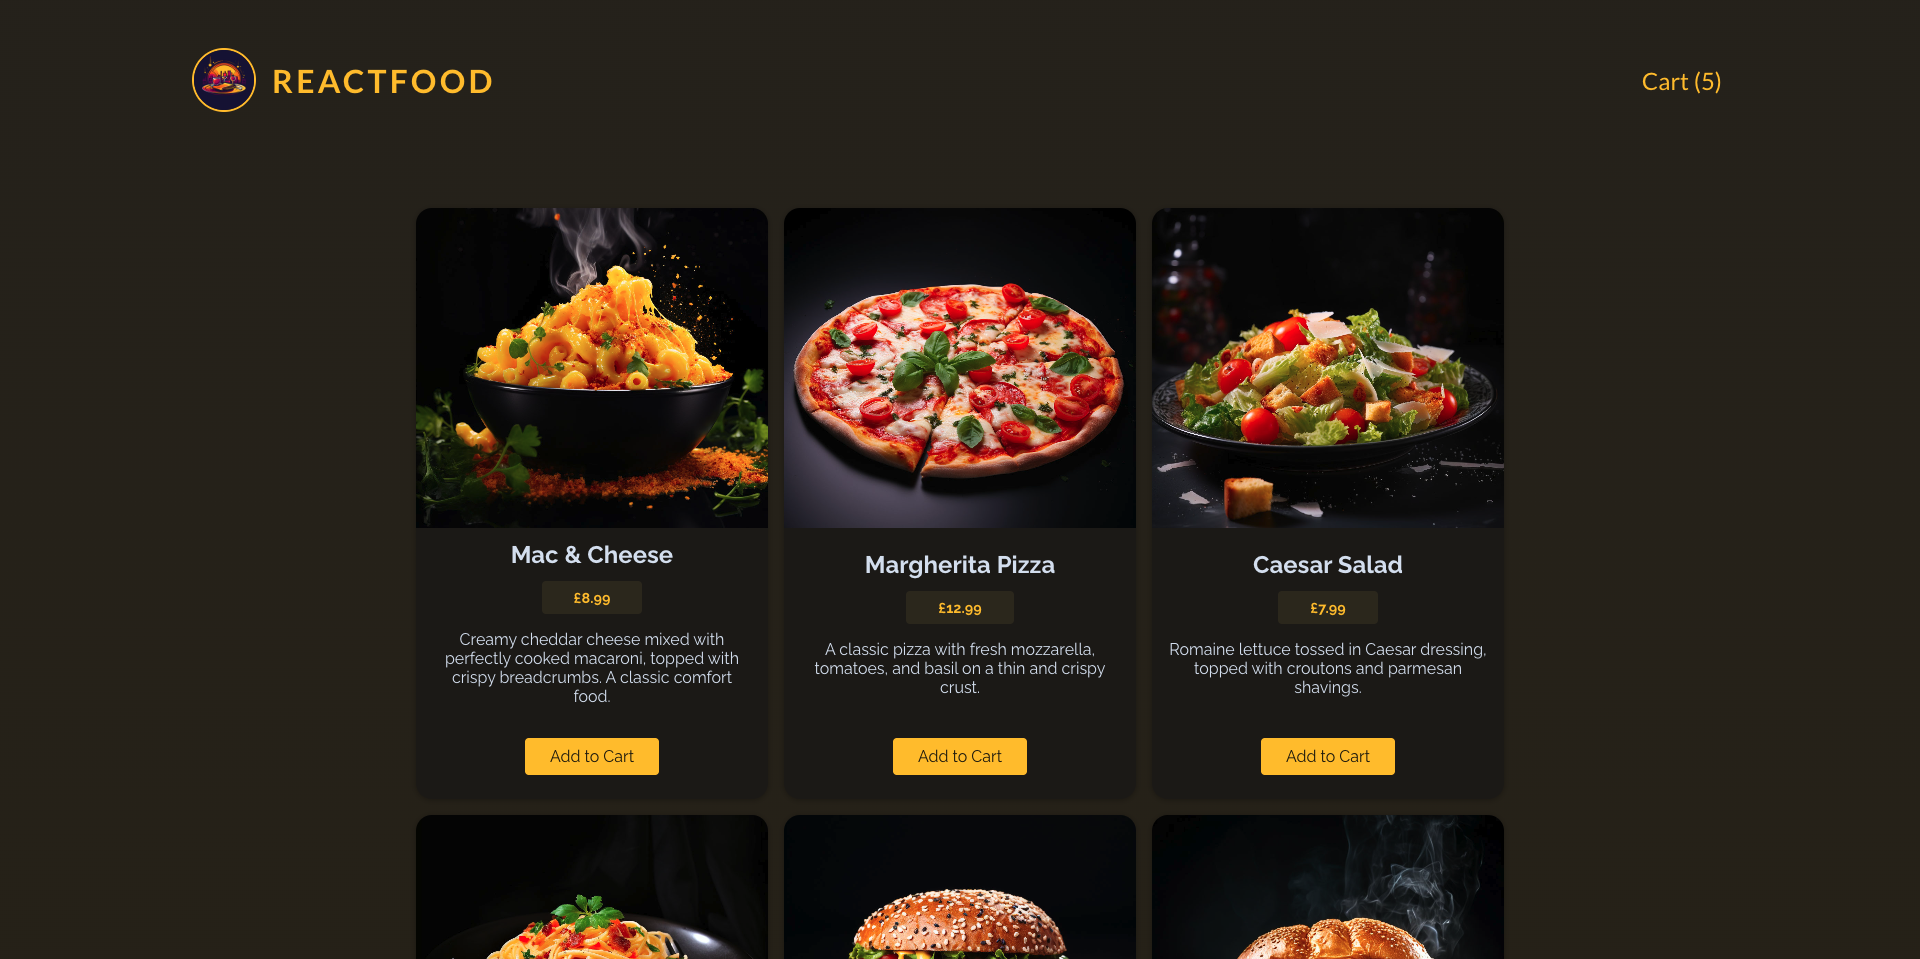 REACTFOOD
Cart (5)
Mac & Cheese
£8.99
Creamy cheddar cheese mixed with
perfectly cooked macaroni, topped with
crispy breadcrumbs. A classic comfort
food.
Add to Cart
Margherita Pizza
£12.99
A classic pizza with fresh mozzarella,
tomatoes, and basil on a thin and crispy
crust.
Add to Cart
Caesar Salad
£7.99
Romaine lettuce tossed in Caesar dressing,
topped with croutons and parmesan
shavings.
Add to Cart